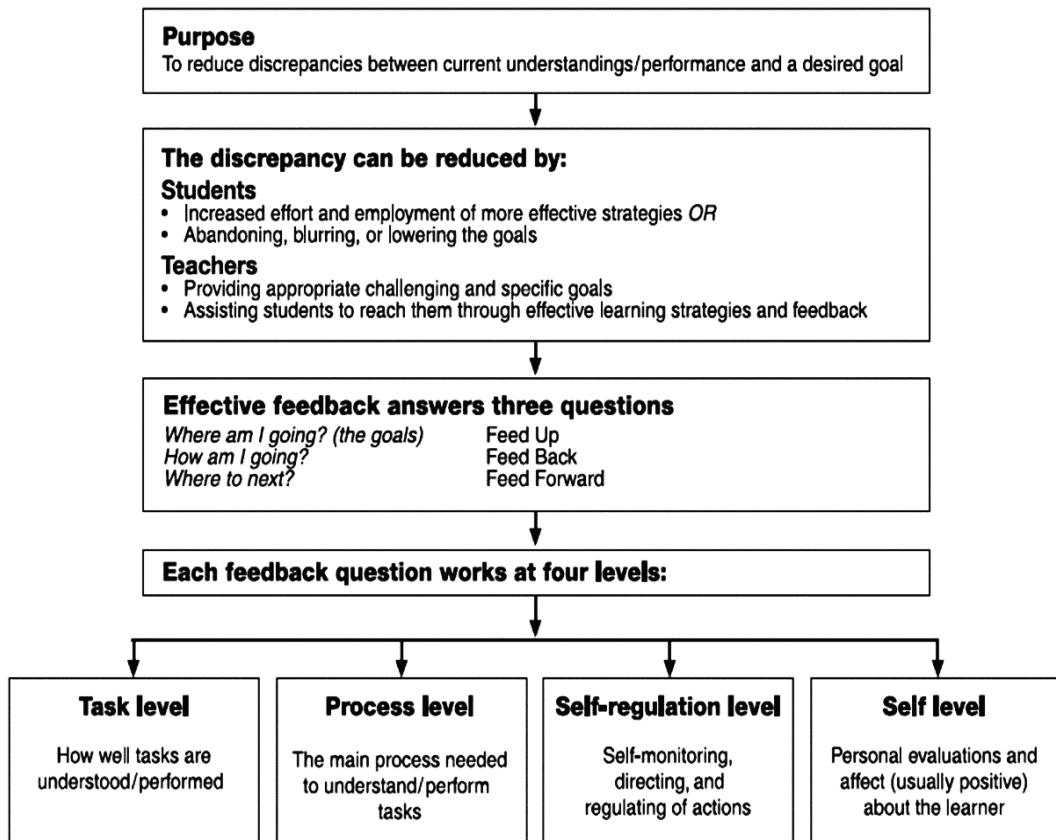 Purpose
To reduce discrepancies between current understandings/performance and a desired goal
The discrepancy can be reduced by:
Students
• Increased effort and employment of more effective strategies OR
• Abandoning, blurring, or lowering the goals
Teachers
• Providing appropriate challenging and specific goals
• Assisting students to reach them through effective learning strategies and feedback
Effective feedback answers three questions
Where am I going? (the goals) Feed Up
How am I going? Feed Back
Where to next? Feed Forward
Each feedback question works at four levels:
Task level
How well tasks are
understood/performed
Process level
The main process needed
to understand/perform
tasks
Self-regulation level
Self-monitoring,
directing, and
regulating of actions
Self level
Personal evaluations and
affect (usually positive)
about the learner